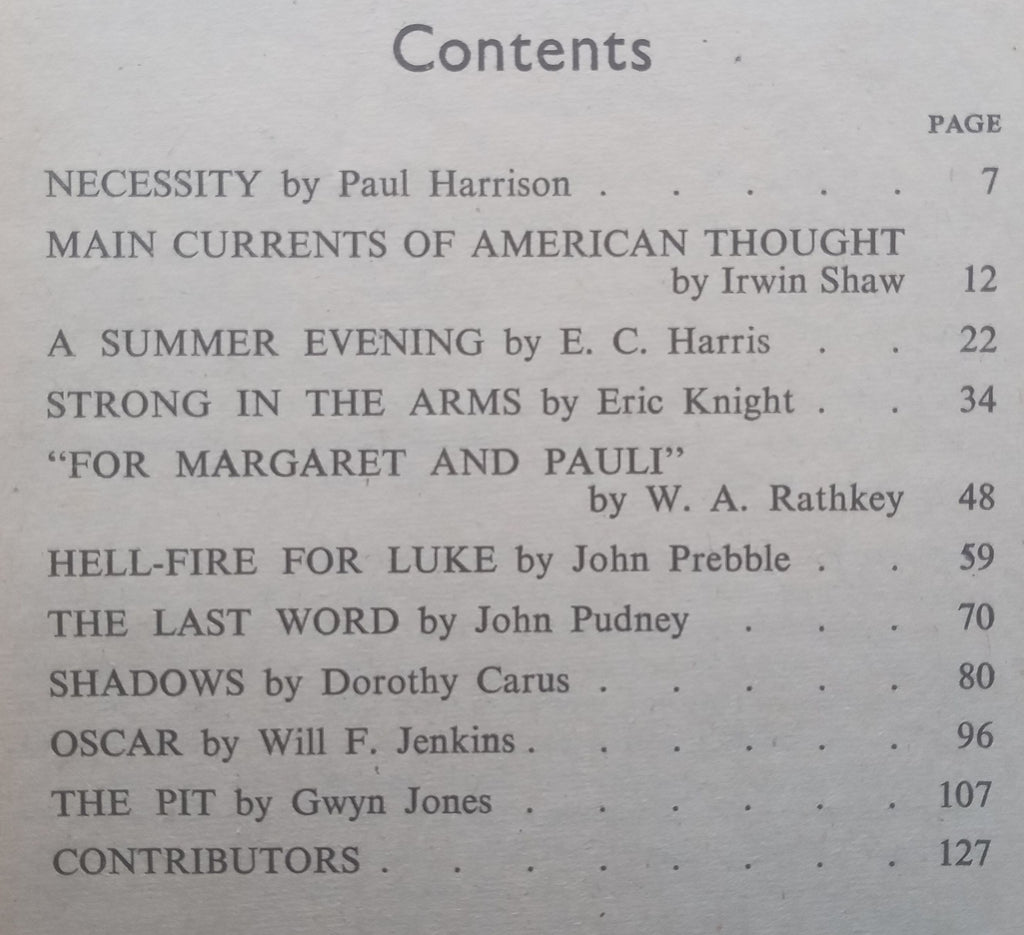 Contents
PAGE
NECESSITY by Paul Harrison . . . . . 7
MAIN CURRENTS OF AMERICAN THOUGHT
by Irwin Shaw 12
A SUMMER EVENING by E. C. Harris . . 22
STRONG IN THE ARMS by Eric Knight . . 34
“FOR MARGARET AND PAULI”
by W. A. Rathkey 48
HELL-FIRE FOR LUKE by John Prebble . . 59
THE LAST WORD by John Pudney . . . 70
SHADOWS by Dorothy Carus . . . . . 80
OSCAR by Will F. Jenkins . . . . . . 96
THE PIT by Gwyn Jones . . . . . . 107
CONTRIBUTORS . . . . . . . . 127